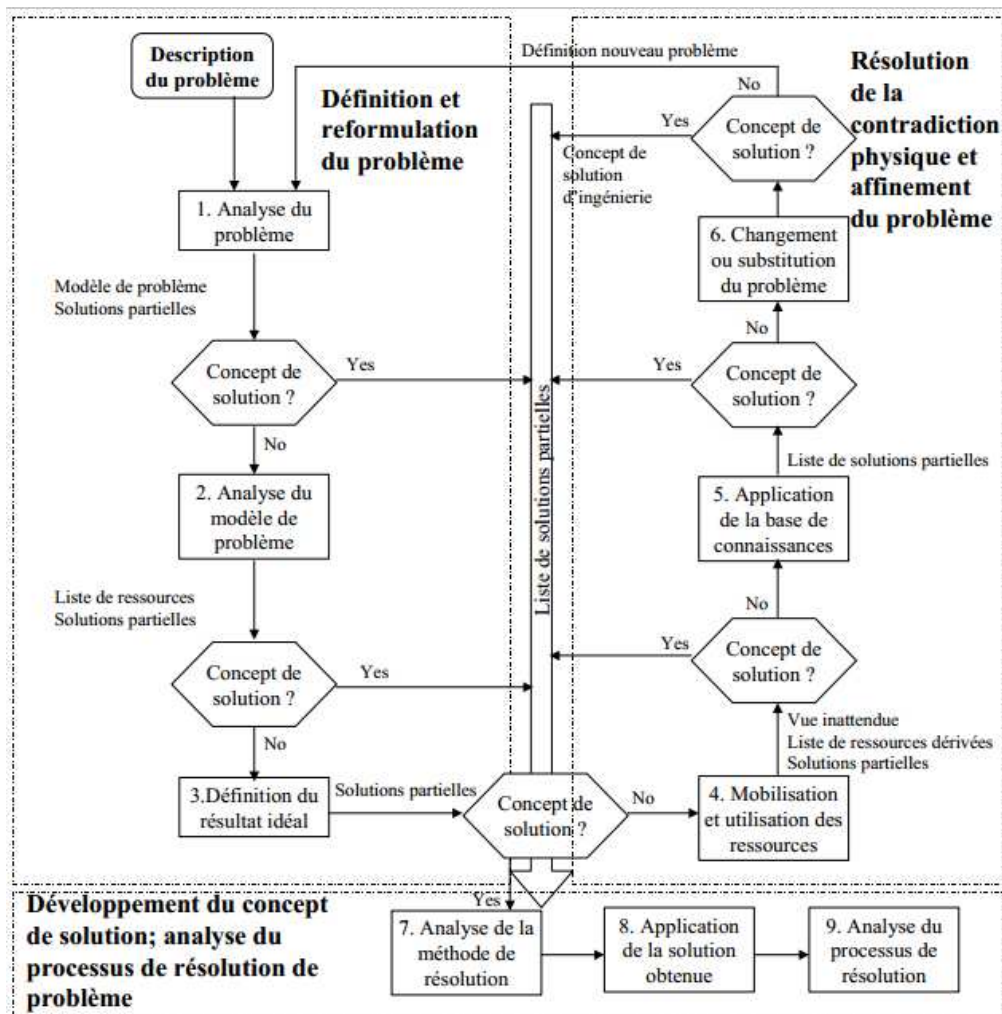 Description
du problème
Définition nouveau problème
Définition et
reformulation
du problème
Résolution
de la
contradiction
physique et
affinement
du problème
1. Analyse du
problème
Modèle de problème
Solutions partielles
Concept de
solution ?
Yes
No
2. Analyse du
modèle de
problème
Liste de ressources
Solutions partielles
Concept de
solution ?
Yes
No
3.Définition du
résultat idéal
Solutions partielles
Concept de
solution ?
No
Yes
Liste de solutions partielles
4. Mobilisation
et utilisation des
ressources
Vue inattendue
Liste de ressources dérivées
Solutions partielles
Concept de
solution ?
Yes
No
5. Application
de la base de
connaissances
Liste de solutions partielles
Concept de
solution ?
Yes
No
6. Changement
ou substitution
du problème
Concept de
solution ?
Yes
No
Concept de
solution
d'ingénierie
Développement du concept
de solution; analyse du
processus de résolution de
problème
7. Analyse de la
méthode de
résolution
8. Application
de la solution
obtenue
9. Analyse du
processus de
résolution